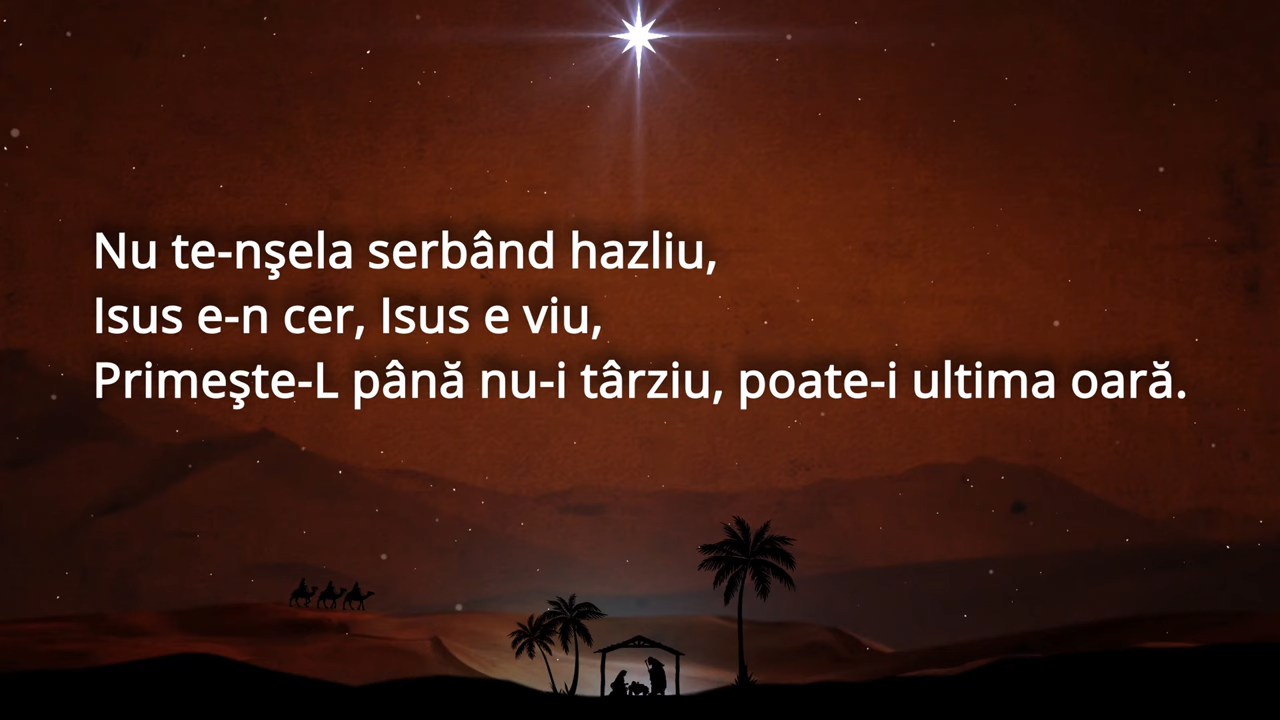 Nu te-nşela serbând hazliu,
Isus e-n cer, Isus e viu,
Primeşte-L până nu-i târziu, poate-i ultima oară.